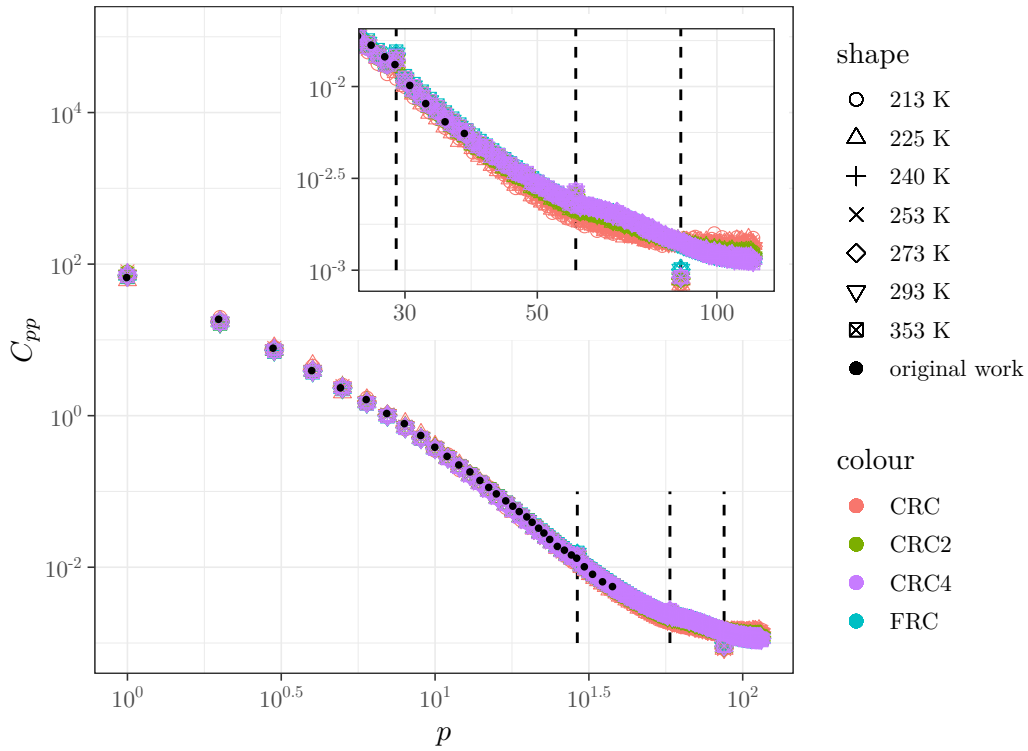 C_{pp}
10^4
10^2
10^0
10^{-2}
10^0
10^{0.5}
10^1
10^{1.5}
10^2
p
10^{-2}
10^{-2.5}
10^{-3}
30
50
100
shape
213 K
225 K
240 K
253 K
273 K
293 K
353 K
original work
colour
CRC
CRC2
CRC4
FRC